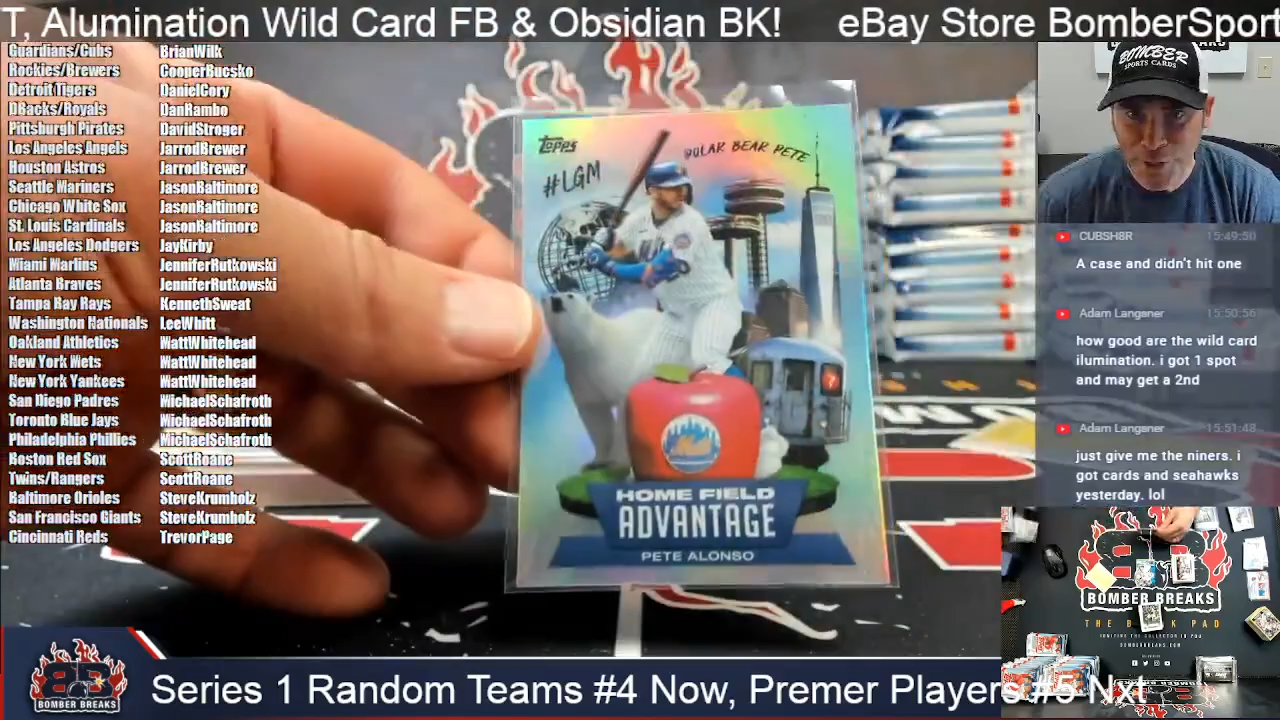 T, Alumination Wild Card FB & Obsidian BK!      eBay Store BomberSport
Guardians/Cubs BrianWilk
Rockies/Brewers CooperBucsko
Detroit Tigers DanielCory
DBacks/Royals DanRambo
Pittsburgh Pirates DavidStroger
Los Angeles Angels JarrodBrewer
Houston Astros JarrodBrewer
Seattle Mariners JasonBaltimore
Chicago White Sox JasonBaltimore
St. Louis Cardinals JasonBaltimore
Los Angeles Dodgers JayKirby
Miami Marlins JenniferRutkowski
Atlanta Braves JenniferRutkowski
Tampa Bay Rays KennethSweat
Washington Nationals LeeWhitt
Oakland Athletics MattWhitehead
New York Mets MattWhitehead
New York Yankees MattWhitehead
San Diego Padres MichaelSchafroth
Toronto Blue Jays MichaelSchafroth
Philadelphia Phillies MichaelSchafroth
Boston Red Sox ScottRoane
Twins/Rangers ScottRoane
Baltimore Orioles SteveKrumholz
San Francisco Giants SteveKrumholz
Cincinnati Reds TrevorPage
Topps
#LGM
POLAR BEAR PETE
7
Mets
HOME FIELD
ADVANTAGE
PETE ALONSO
BOMBER
SPORTS CARDS
CUBSH8R 15:49:50
A case and didn't hit one
Adam Langsner 15:50:56
how good are the wild card
ilumination. i got 1 spot
and may get a 2nd
Adam Langsner 15:51:48
just give me the niners. i
got cards and seahawks
yesterday. lol
BOMBER BREAKS
PAD
BOMBER BREAKS
Series 1 Random Teams #4 Now, Premer Players #5 Nxt